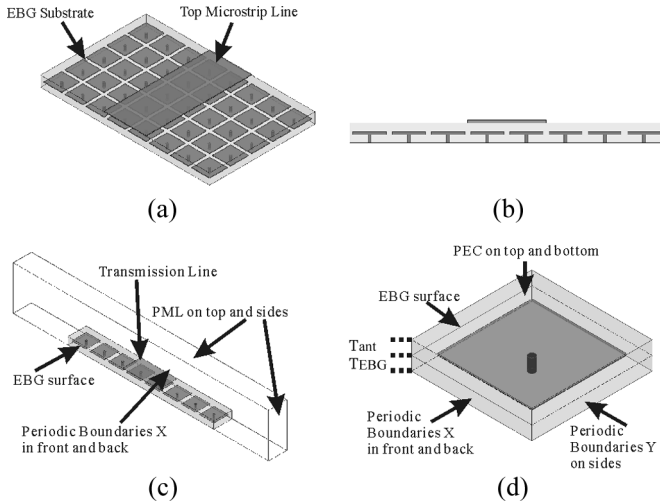 EBG Substrate
Top Microstrip Line
(a)
(b)
Transmission Line
PML on top and sides
EBG surface
Periodic Boundaries X
in front and back
(c)
PEC on top and bottom
EBG surface
Tant
TEBG
Periodic
Boundaries X
in front and back
Periodic
Boundaries Y
on sides
(d)